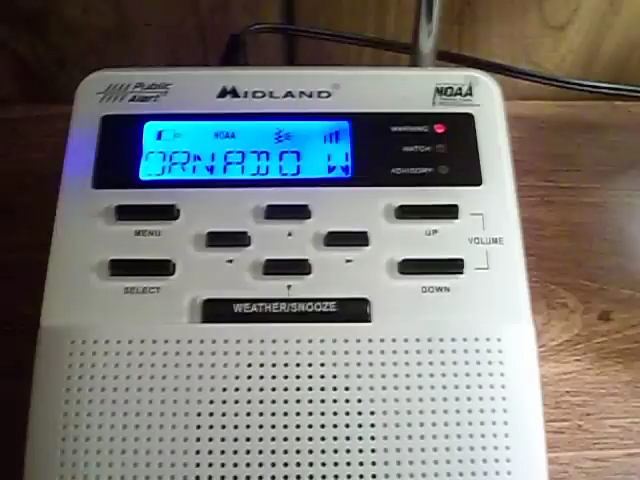 Public Alert
MIDLAND
NOAA
NOAA
ORNADO W
WARNING
WATCH
ADVISORY
MENU
UP
VOLUME
SELECT
DOWN
WEATHER/SNOOZE